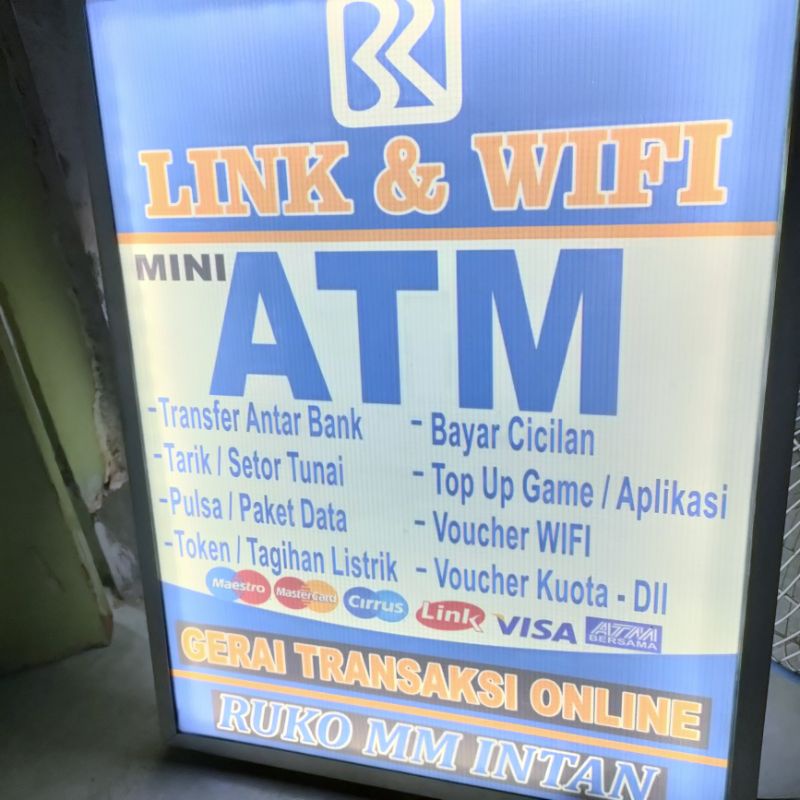 BR
LINK & WIFI
MINI ATM
-Transfer Antar Bank
-Tarik / Setor Tunai
-Pulsa / Paket Data
-Token / Tagihan Listrik
- Bayar Cicilan
- Top Up Game / Aplikasi
- Voucher WIFI
- Voucher Kuota - Dll
Maestro MasterCard Cirrus Link VISA ATM BERSAMA
GERAI TRANSAKSI ONLINE
RUKO MM INTAN